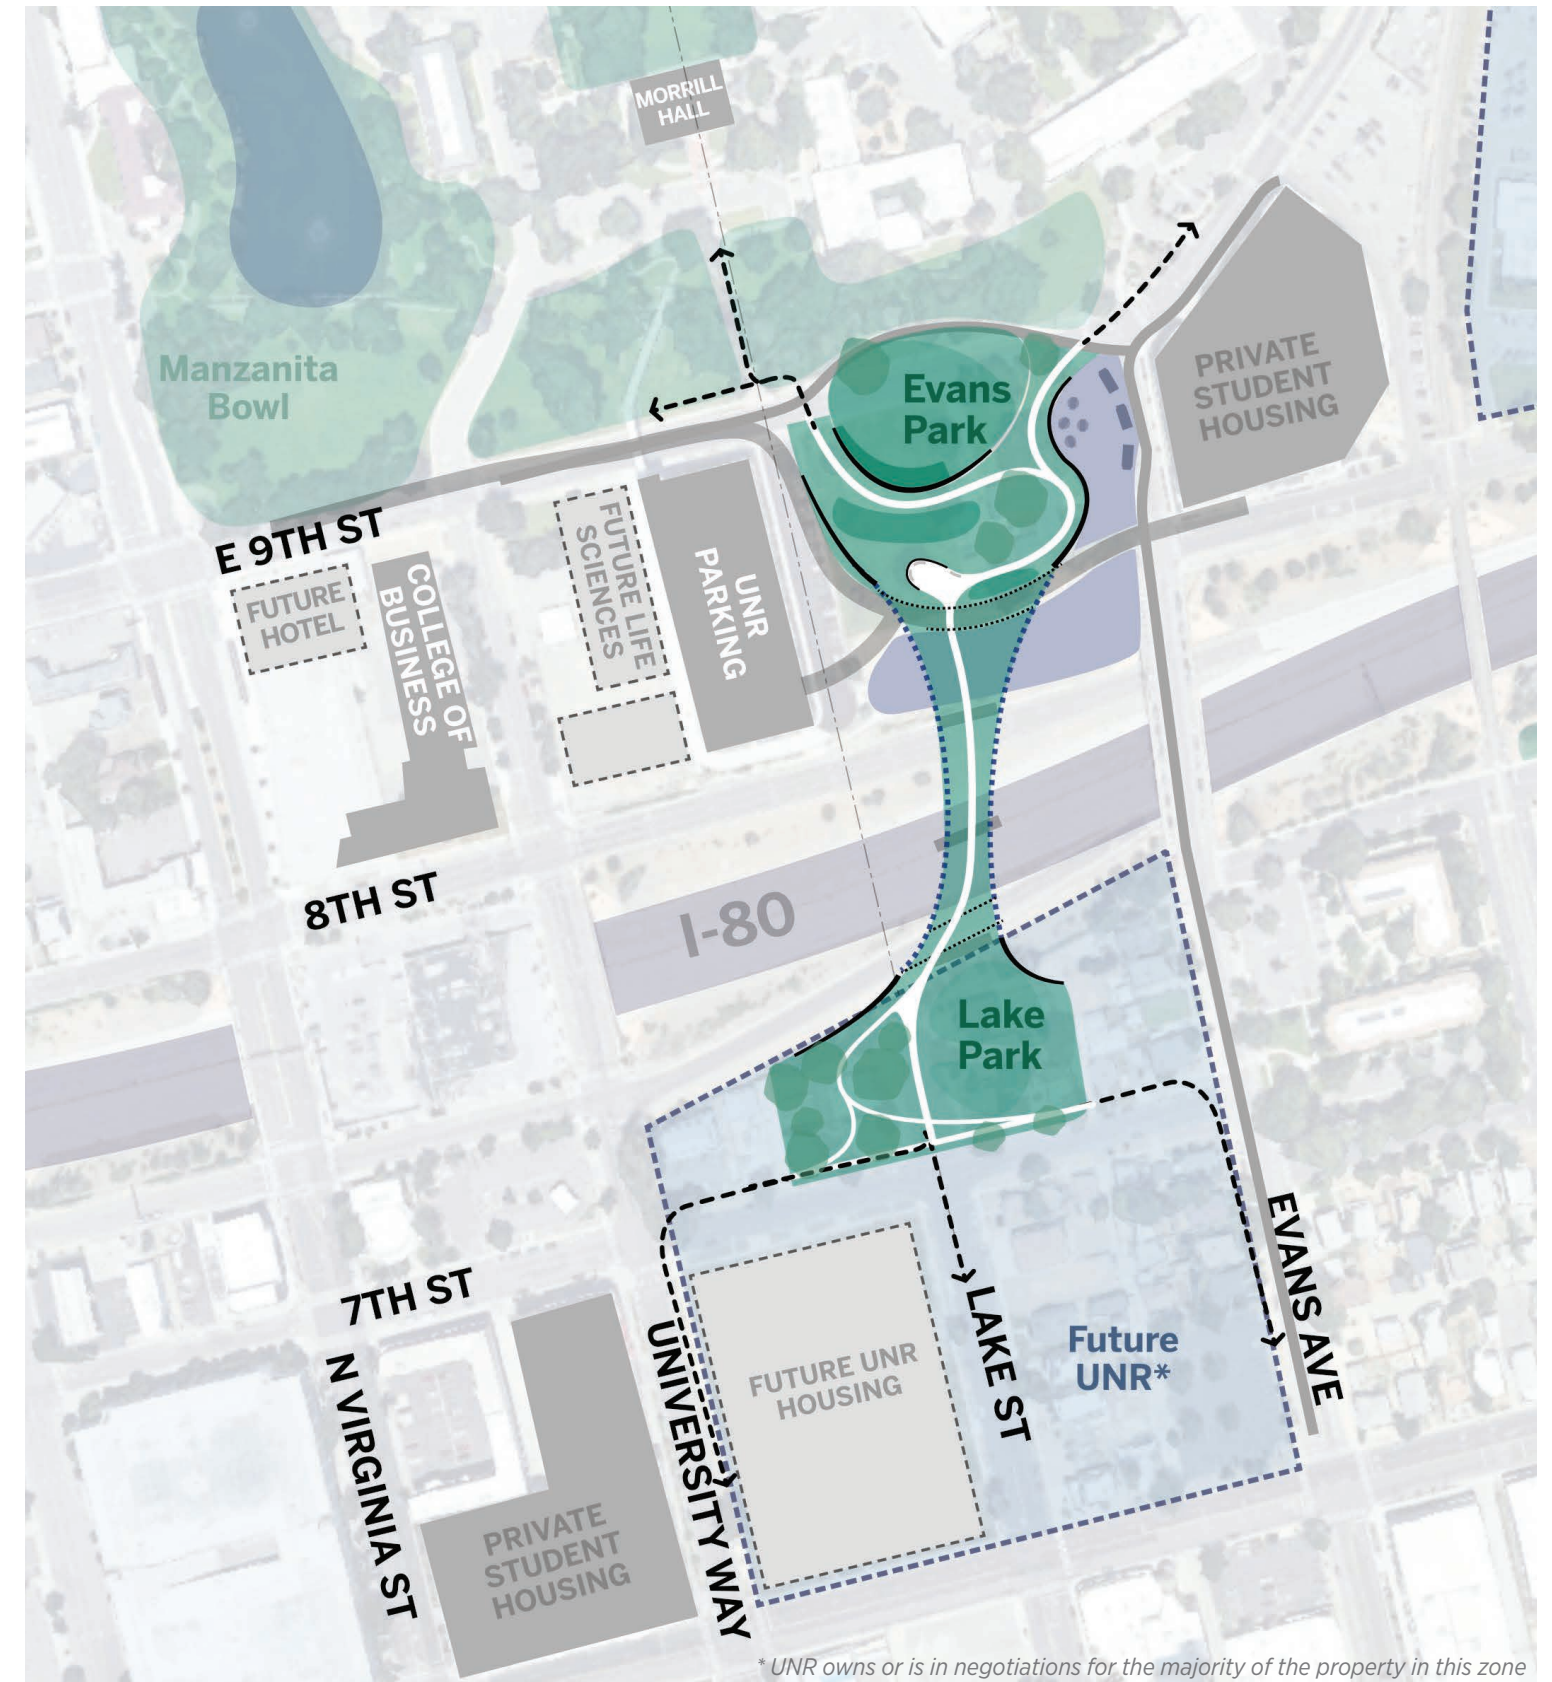 MORRILL
HALL
Manzanita
Bowl
Evans
Park
PRIVATE
STUDENT
HOUSING
E 9TH ST
FUTURE
HOTEL
COLLEGE OF
BUSINESS
FUTURE LIFE
SCIENCES
UNR
PARKING
8TH ST
I-80
Lake
Park
7TH ST
N VIRGINIA ST
UNIVERSITY WAY
FUTURE UNR
HOUSING
LAKE ST
Future
UNR*
EVANS AVE
PRIVATE
STUDENT
HOUSING
* UNR owns or is in negotiations for the majority of the property in this zone